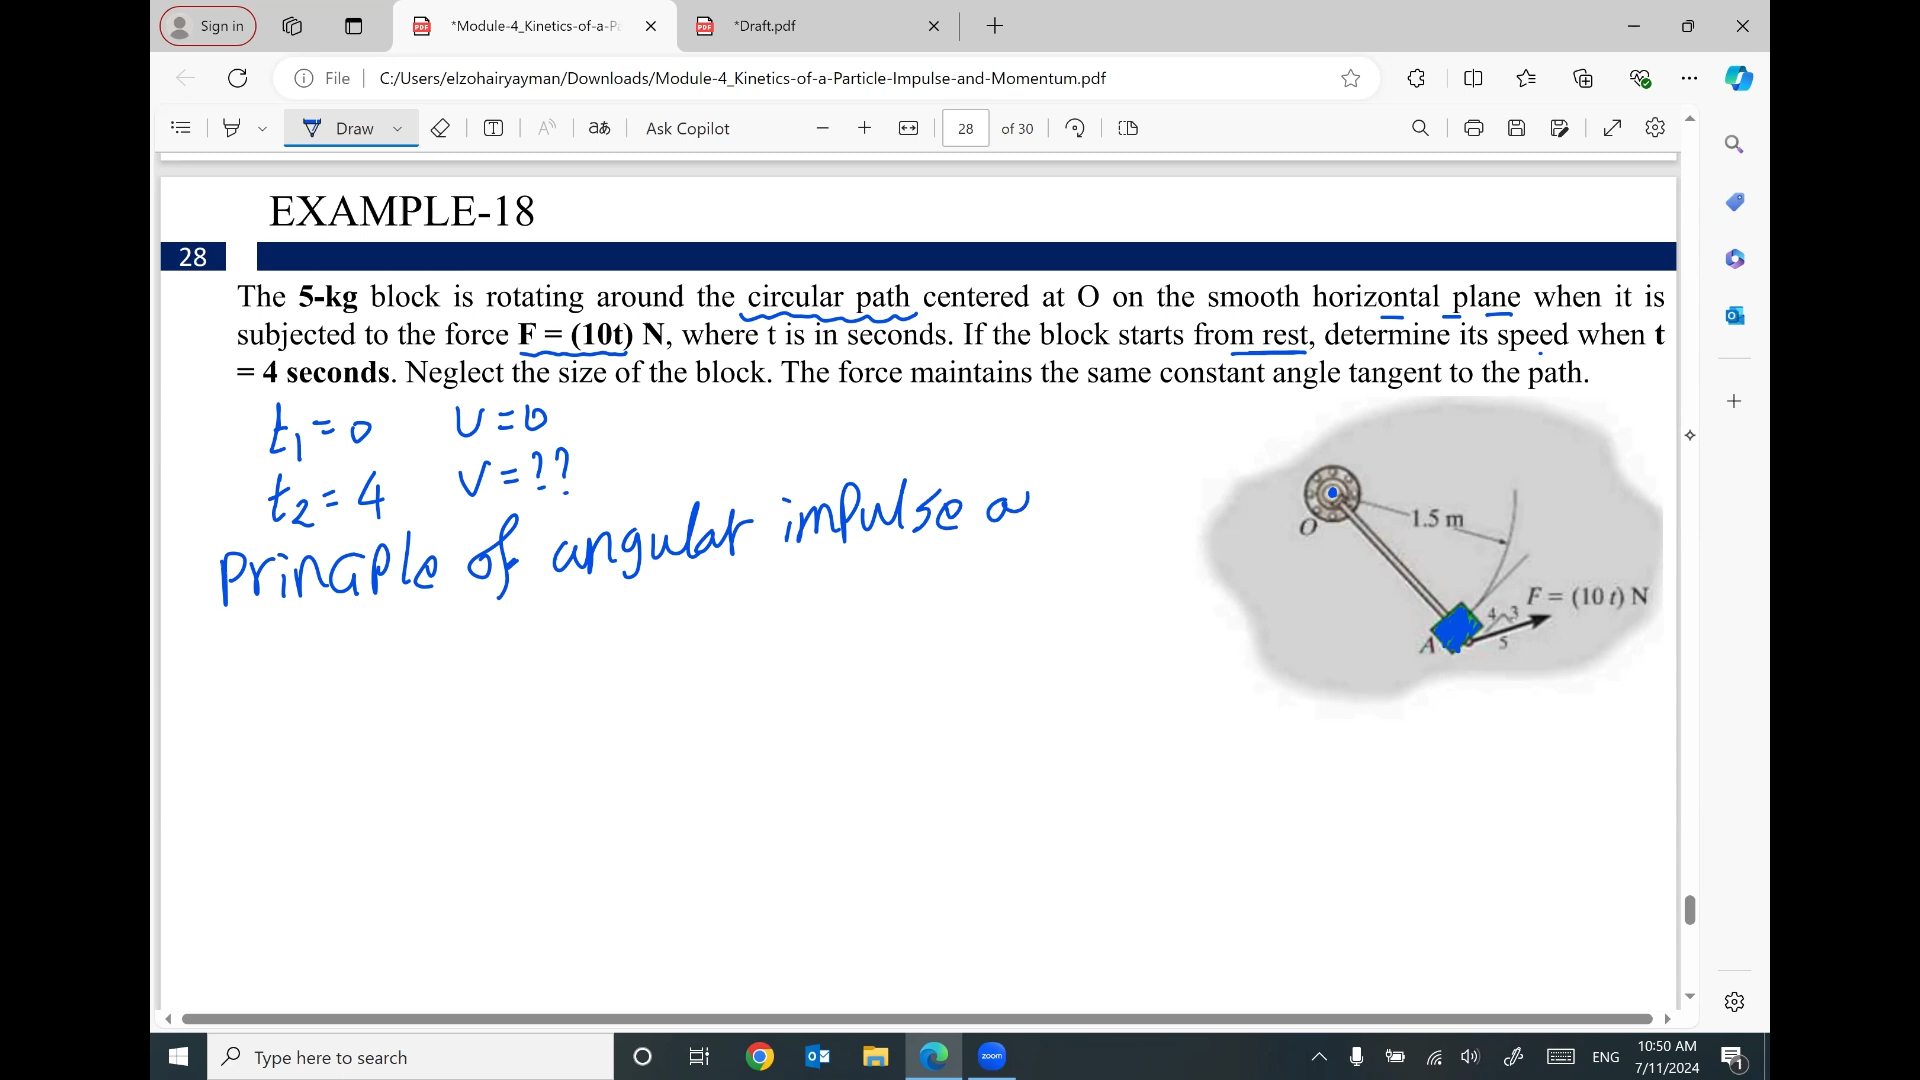 Sign in
*Module-4_Kinetics-of-a-Pa
*Draft.pdf
File
C:/Users/elzohairyayman/Downloads/Module-4_Kinetics-of-a-Particle-Impulse-and-Momentum.pdf
Draw
aあ
Ask Copilot
28 of 30
EXAMPLE-18
28
The 5-kg block is rotating around the circular path centered at O on the smooth horizontal plane when it is
subjected to the force F = (10t) N, where t is in seconds. If the block starts from rest, determine its speed when t
= 4 seconds. Neglect the size of the block. The force maintains the same constant angle tangent to the path.
t1 = 0 V = 0
t2 = 4 V = ??
Principle of angular impulse a
O
1.5 m
F = (10 t) N
4 3
5
A
Type here to search
zoom
ENG
10:50 AM
7/11/2024
1